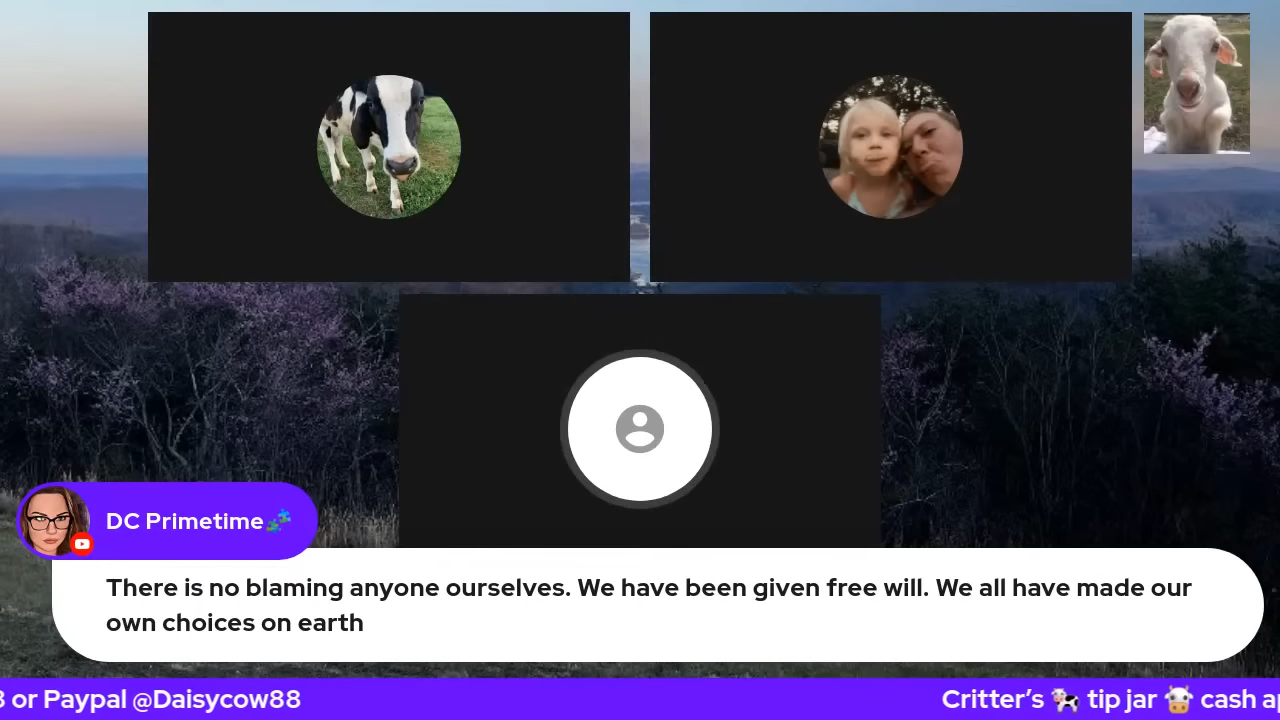 DC Primetime
There is no blaming anyone ourselves. We have been given free will. We all have made our
own choices on earth
or Paypal @Daisycow88
Critter's tip jar cash